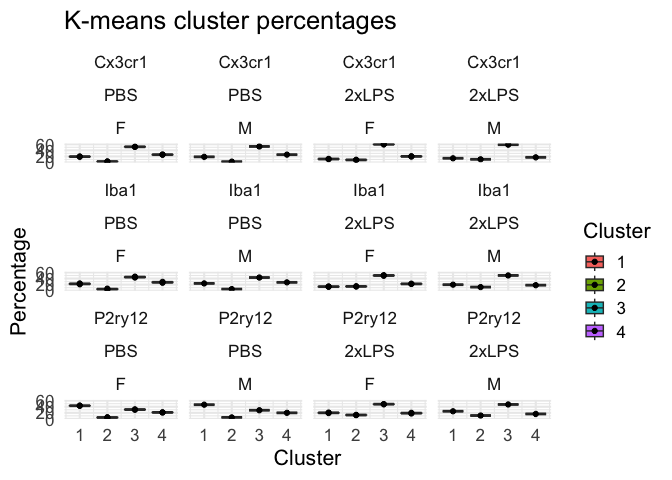 K-means cluster percentages
Cx3cr1 Cx3cr1 Cx3cr1 Cx3cr1
PBS PBS 2xLPS 2xLPS
F M F M
60
40
20
0
Iba1 Iba1 Iba1 Iba1
PBS PBS 2xLPS 2xLPS
F M F M
60
40
20
0
P2ry12 P2ry12 P2ry12 P2ry12
PBS PBS 2xLPS 2xLPS
F M F M
60
40
20
0
1 2 3 4 1 2 3 4 1 2 3 4 1 2 3 4
Cluster
Percentage
Cluster
1
2
3
4